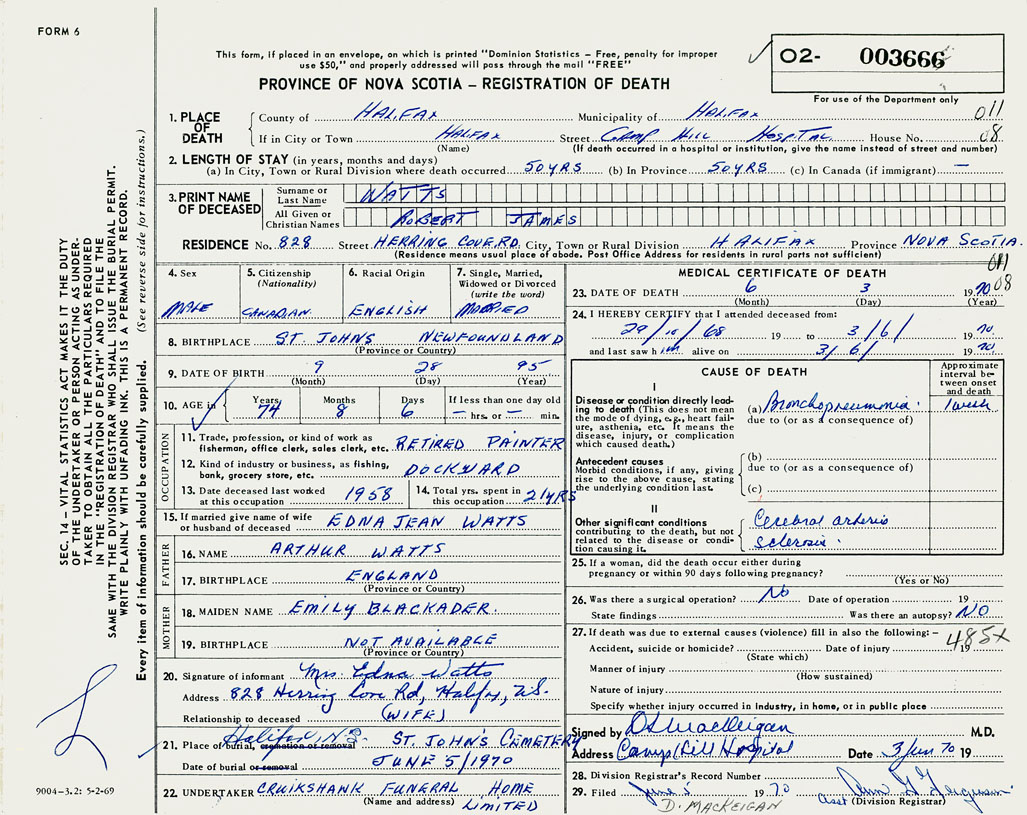 FORM 6
This form, if placed in an envelope, on which is printed "Dominion Statistics – Free, penalty for improper
use $50," and properly addressed will pass through the mail "FREE"
PROVINCE OF NOVA SCOTIA – REGISTRATION OF DEATH
O2- 003666
For use of the Department only
1. PLACE OF DEATH
County of HALIFAX Municipality of HALIFAX 011
If in City or Town HALIFAX Street CAMP HILL HOSPITAL House No. 08
(Name) (If death occurred in a hospital or institution, give the name instead of street and number)
2. LENGTH OF STAY (in years, months and days)
(a) In City, Town or Rural Division where death occurred 50 YRS (b) In Province 50 YRS (c) In Canada (if immigrant) —
3. PRINT NAME OF DECEASED
Surname or Last Name WATTS
All Given or Christian Names ROBERT JAMES
RESIDENCE No. 828 Street HERRING COVE RD City, Town or Rural Division HALIFAX Province NOVA SCOTIA.
(Residence means usual place of abode. Post Office Address for residents in rural parts not sufficient)
4. Sex
MALE
5. Citizenship (Nationality)
CANADIAN
6. Racial Origin
ENGLISH
7. Single, Married, Widowed or Divorced (write the word)
MARRIED
8. BIRTHPLACE ST. JOHNS NEWFOUNDLAND
(Province or Country)
9. DATE OF BIRTH 9 28 95
(Month) (Day) (Year)
10. AGE in
Years 74
Months 8
Days 6
If less than one day
— hrs. or — min.
OCCUPATION
11. Trade, profession, or kind of work as
fisherman, office clerk, sales clerk, etc. RETIRED PAINTER
12. Kind of industry or business, as fishing,
bank, grocery store, etc. DOCKYARD
13. Date deceased last worked
at this occupation 1958
14. Total yrs. spent in
this occupation 21 YRS
15. If married give name of wife
or husband of deceased EDNA JEAN WATTS
FATHER
16. NAME ARTHUR WATTS
17. BIRTHPLACE ENGLAND
(Province or Country)
MOTHER
18. MAIDEN NAME EMILY BLACKADER.
19. BIRTHPLACE NOT AVAILABLE
(Province or Country)
20. Signature of informant Mrs. Edna Watts
Address 828 Herring Cove Rd, Halifax, N.S.
Relationship to deceased (WIFE)
21. Place of burial, cremation or removal Halifax, N.S. ST. JOHN'S CEMETERY
Date of burial or removal JUNE 5/1970
22. UNDERTAKER CRUIKSHANK FUNERAL HOME
(Name and address) LIMITED
MEDICAL CERTIFICATE OF DEATH
011
08
23. DATE OF DEATH 6 3 1970
(Month) (Day) (Year)
24. I HEREBY CERTIFY that I attended deceased from:
29/10/68 19 to 3/6/ 1970
and last saw him alive on 3/6/ 1970
CAUSE OF DEATH
Approximate interval between onset and death
I
Disease or condition directly leading to death (This does not mean the mode of dying, e.g., heart failure, asthenia, etc. It means the disease, injury, or complication which caused death.)
(a) Bronchopneumonia. 1 week
due to (or as a consequence of)
Antecedent causes
Morbid conditions, if any, giving rise to the above cause, stating the underlying condition last.
(b)
due to (or as a consequence of)
(c)
II
Other significant conditions contributing to the death, but not related to the disease or condition causing it.
Cerebral arterio
sclerosis.
25. If a woman, did the death occur either during
pregnancy or within 90 days following pregnancy?
(Yes or No)
26. Was there a surgical operation? No Date of operation 19
State findings Was there an autopsy? NO
27. If death was due to external causes (violence) fill in also the following: – 485X
Accident, suicide or homicide? Date of injury 19
(State which)
Manner of injury
(How sustained)
Nature of injury
Specify whether injury occurred in industry, in home, or in public place
Signed by D S MacKeigan M.D.
Address Camp Hill Hospital Date 3/Jun 70 19
28. Division Registrar's Record Number
29. Filed June 5 1970
Asst (Division Registrar)
D. MACKEIGAN
SEC. 14 – VITAL STATISTICS ACT MAKES IT THE DUTY
OF THE UNDERTAKER OR PERSON ACTING AS UNDER-
TAKER TO OBTAIN ALL THE PARTICULARS REQUIRED
IN THE "REGISTRATION OF DEATH" AND TO FILE THE
SAME WITH THE DIVISION REGISTRAR WHO SHALL ISSUE THE BURIAL PERMIT.
WRITE PLAINLY WITH UNFADING INK. THIS IS A PERMANENT RECORD.
Every item of information should be carefully supplied. (See reverse side for instructions.)
9004–3.2: 5-2-69